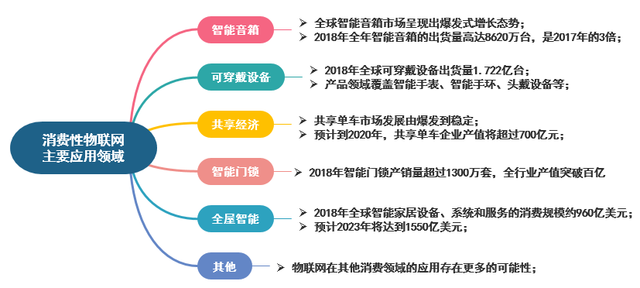 消费性物联网
主要应用领域
智能音箱
全球智能音箱市场呈现出爆发式增长态势；
2018年全年智能音箱的出货量高达8620万台，是2017年的3倍；
可穿戴设备
2018年全球可穿戴设备出货量1.722亿台；
产品领域覆盖智能手表、智能手环、头戴设备等；
共享经济
共享单车市场发展由爆发到稳定；
预计到2020年，共享单车企业产值将超过700亿元；
智能门锁
2018年智能门锁产销量超过1300万套，全行业产值突破百亿
全屋智能
2018年全球智能家居设备、系统和服务的消费规模约960亿美元；
预计2023年将达到1550亿美元；
其他
物联网在其他消费领域的应用存在更多的可能性；